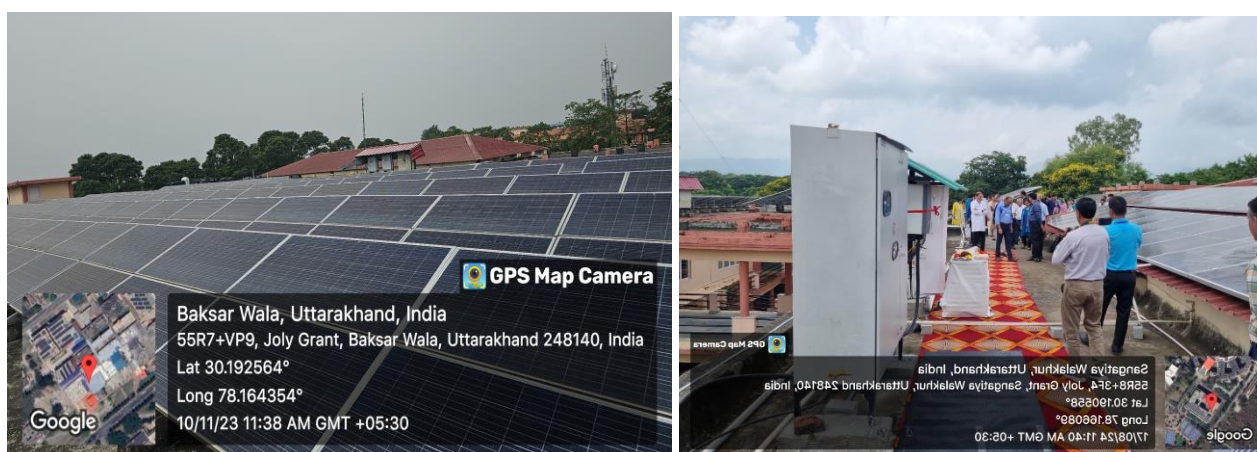 GPS Map Camera
Baksar Wala, Uttarakhand, India
55R7+VP9, Joly Grant, Baksar Wala, Uttarakhand 248140, India
Lat 30.192564°
Long 78.164354°
10/11/23 11:38 AM GMT +05:30
Google
GPS Map Camera
Sangatiya Walakhur, Uttarakhand, India
55R8+3F4, Joly Grant, Sangatiya Walakhur, Uttarakhand 248140, India
Lat 30.190558°
Long 78.166089°
17/08/24 11:40 AM GMT +05:30
Google